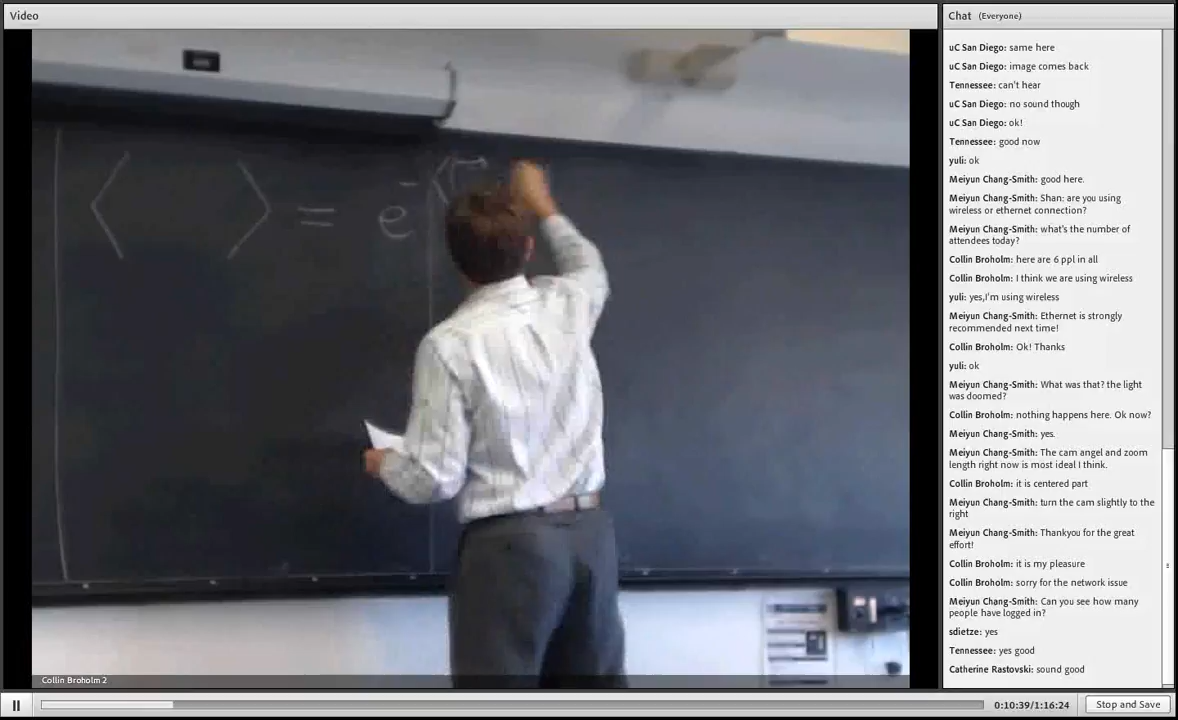 Video
⟨ ⟩ = e -⟨(
Collin Broholm 2
0:10:39/1:16:24
Stop and Save
Chat (Everyone)
uC San Diego: same here
uC San Diego: image comes back
Tennessee: can't hear
uC San Diego: no sound though
uC San Diego: ok!
Tennessee: good now
yuli: ok
Meiyun Chang-Smith: good here.
Meiyun Chang-Smith: Shan: are you using
wireless or ethernet connection?
Meiyun Chang-Smith: what's the number of
attendees today?
Collin Broholm: here are 6 ppl in all
Collin Broholm: I think we are using wireless
yuli: yes,I'm using wireless
Meiyun Chang-Smith: Ethernet is strongly
recommended next time!
Collin Broholm: Ok! Thanks
yuli: ok
Meiyun Chang-Smith: What was that? the light
was doomed?
Collin Broholm: nothing happens here. Ok now?
Meiyun Chang-Smith: yes.
Meiyun Chang-Smith: The cam angel and zoom
length right now is most ideal I think.
Collin Broholm: it is centered part
Meiyun Chang-Smith: turn the cam slightly to the
right
Meiyun Chang-Smith: Thankyou for the great
effort!
Collin Broholm: it is my pleasure
Collin Broholm: sorry for the network issue
Meiyun Chang-Smith: Can you see how many
people have logged in?
sdietze: yes
Tennessee: yes good
Catherine Rastovski: sound good